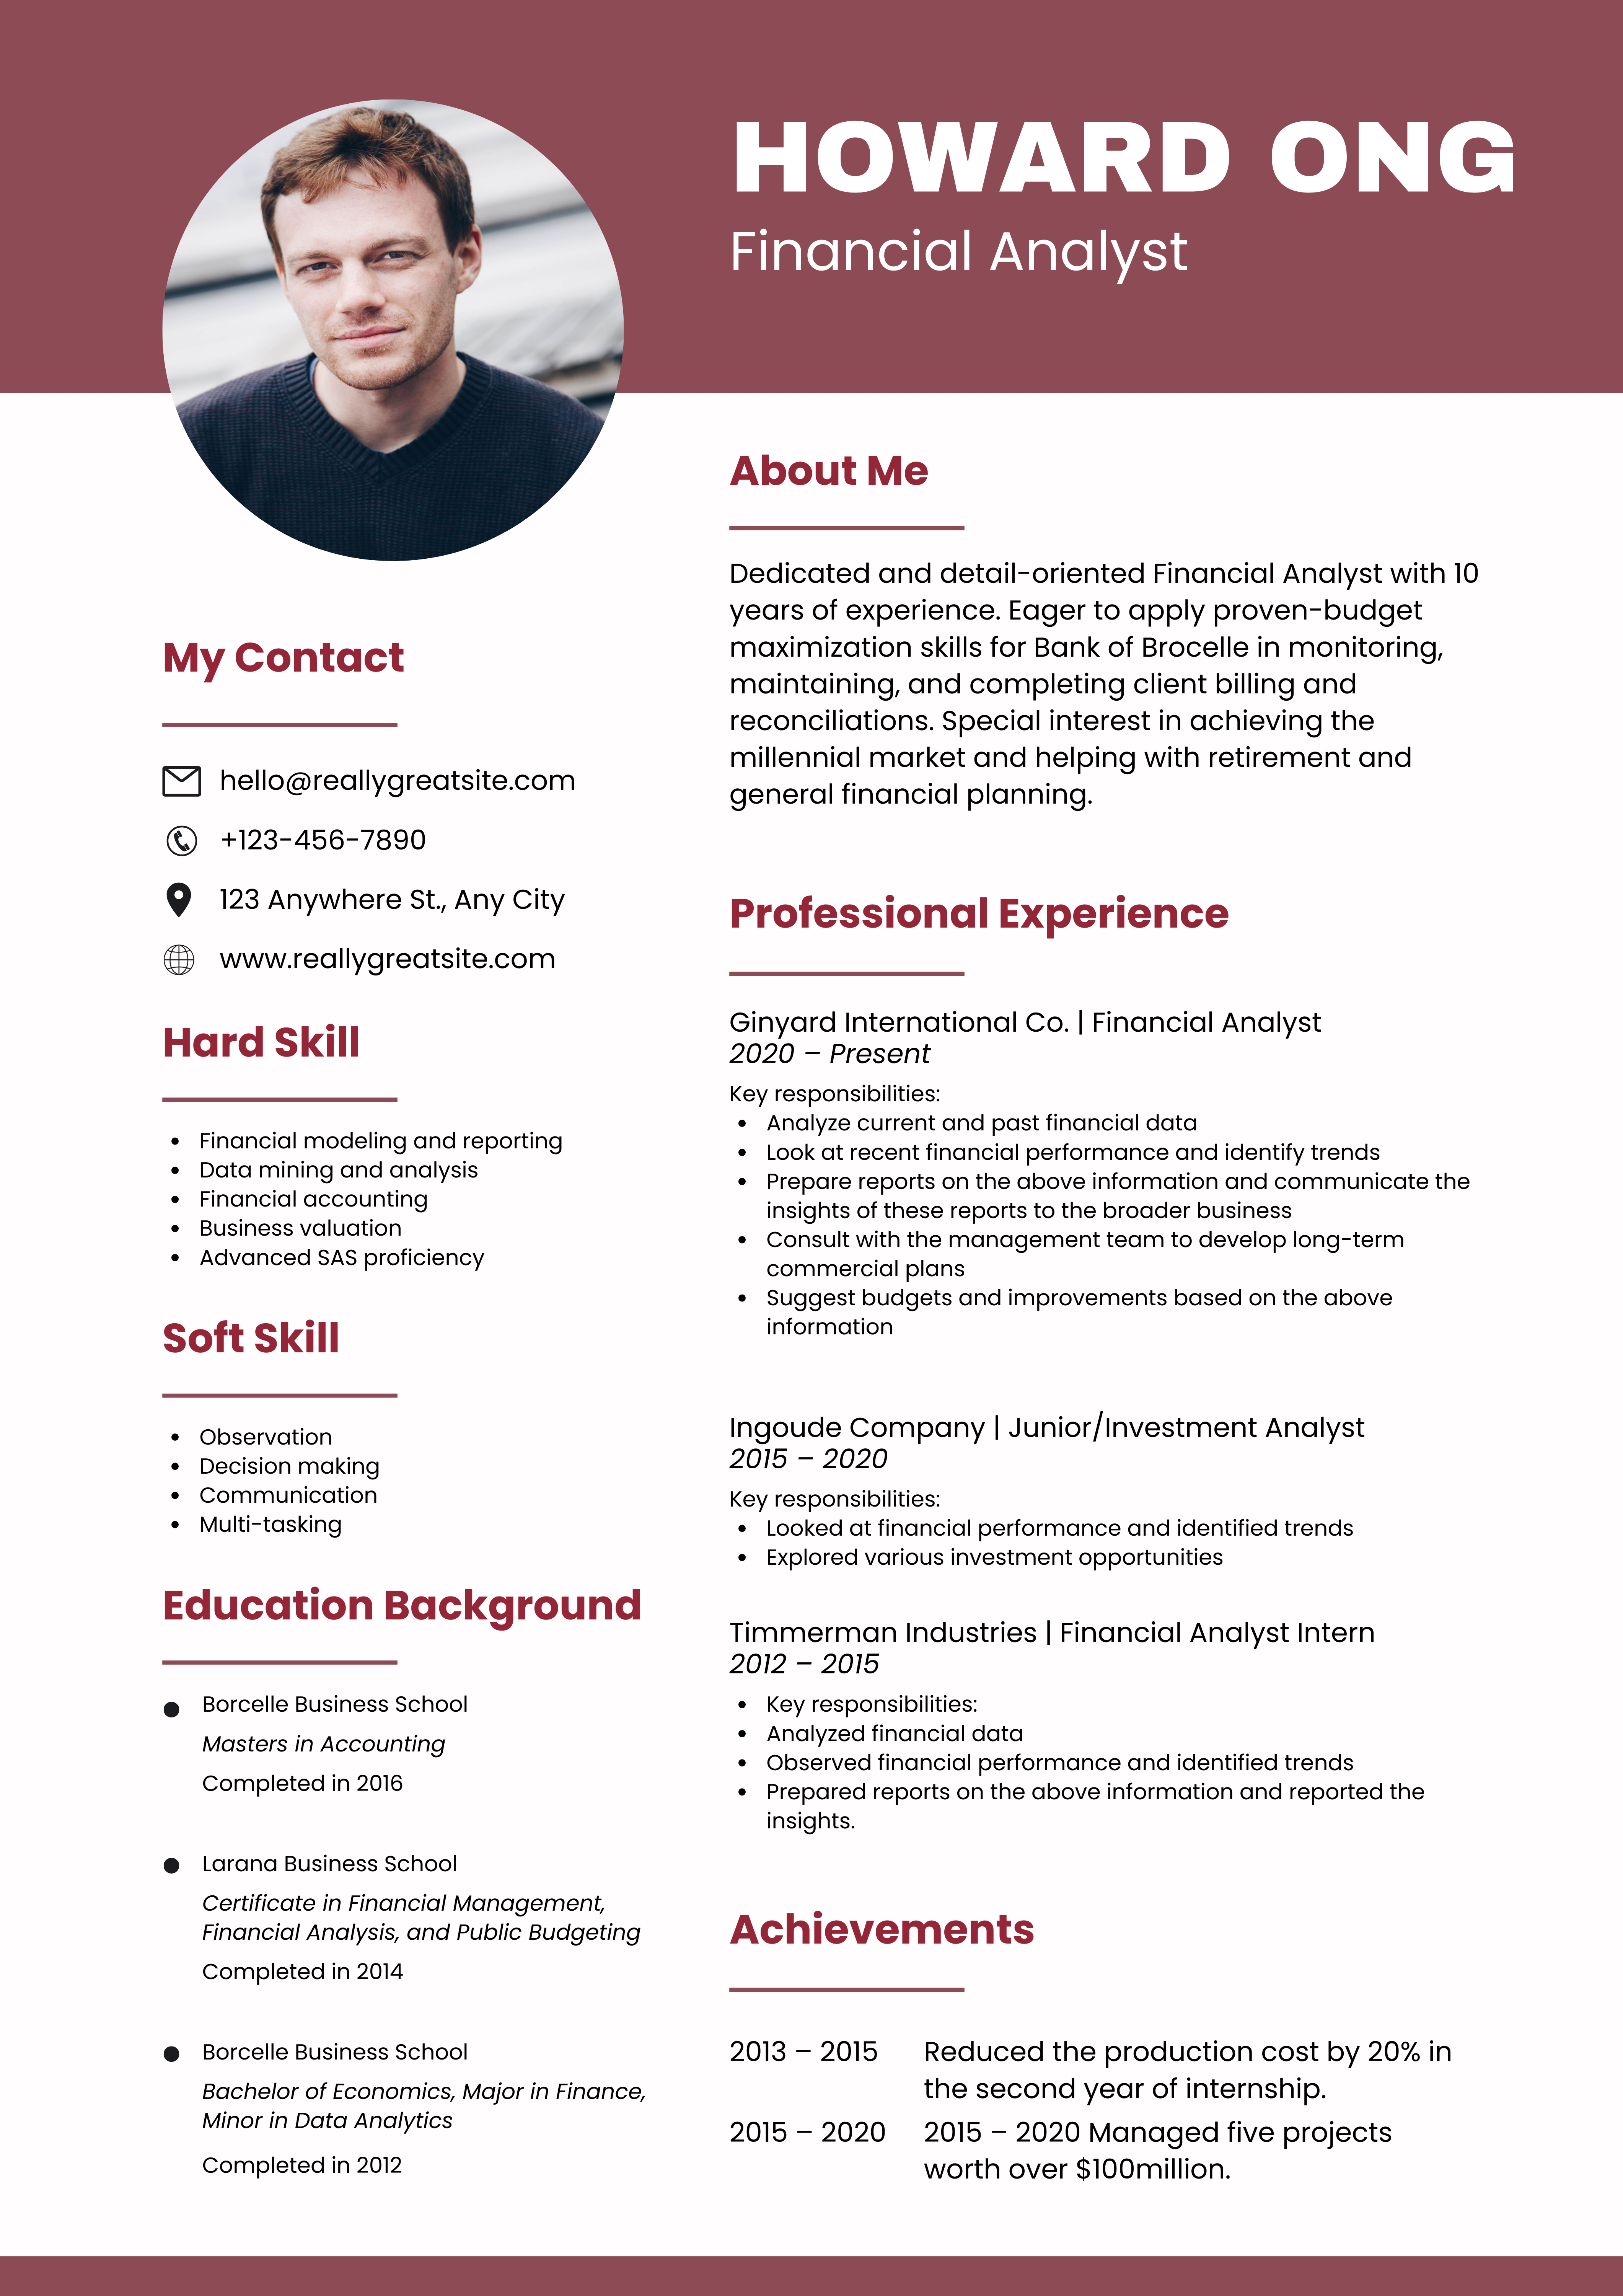 HOWARD ONG
Financial Analyst
My Contact
hello@reallygreatsite.com
+123-456-7890
123 Anywhere St., Any City
www.reallygreatsite.com
Hard Skill
• Financial modeling and reporting
• Data mining and analysis
• Financial accounting
• Business valuation
• Advanced SAS proficiency
Soft Skill
• Observation
• Decision making
• Communication
• Multi-tasking
Education Background
Borcelle Business School
Masters in Accounting
Completed in 2016
Larana Business School
Certificate in Financial Management,
Financial Analysis, and Public Budgeting
Completed in 2014
Borcelle Business School
Bachelor of Economics, Major in Finance,
Minor in Data Analytics
Completed in 2012
About Me
Dedicated and detail-oriented Financial Analyst with 10
years of experience. Eager to apply proven-budget
maximization skills for Bank of Brocelle in monitoring,
maintaining, and completing client billing and
reconciliations. Special interest in achieving the
millennial market and helping with retirement and
general financial planning.
Professional Experience
Ginyard International Co. | Financial Analyst
2020 – Present
Key responsibilities:
• Analyze current and past financial data
• Look at recent financial performance and identify trends
• Prepare reports on the above information and communicate the
insights of these reports to the broader business
• Consult with the management team to develop long-term
commercial plans
• Suggest budgets and improvements based on the above
information
Ingoude Company | Junior/Investment Analyst
2015 – 2020
Key responsibilities:
• Looked at financial performance and identified trends
• Explored various investment opportunities
Timmerman Industries | Financial Analyst Intern
2012 – 2015
• Key responsibilities:
• Analyzed financial data
• Observed financial performance and identified trends
• Prepared reports on the above information and reported the
insights.
Achievements
2013 – 2015 Reduced the production cost by 20% in
the second year of internship.
2015 – 2020 2015 – 2020 Managed five projects
worth over $100million.